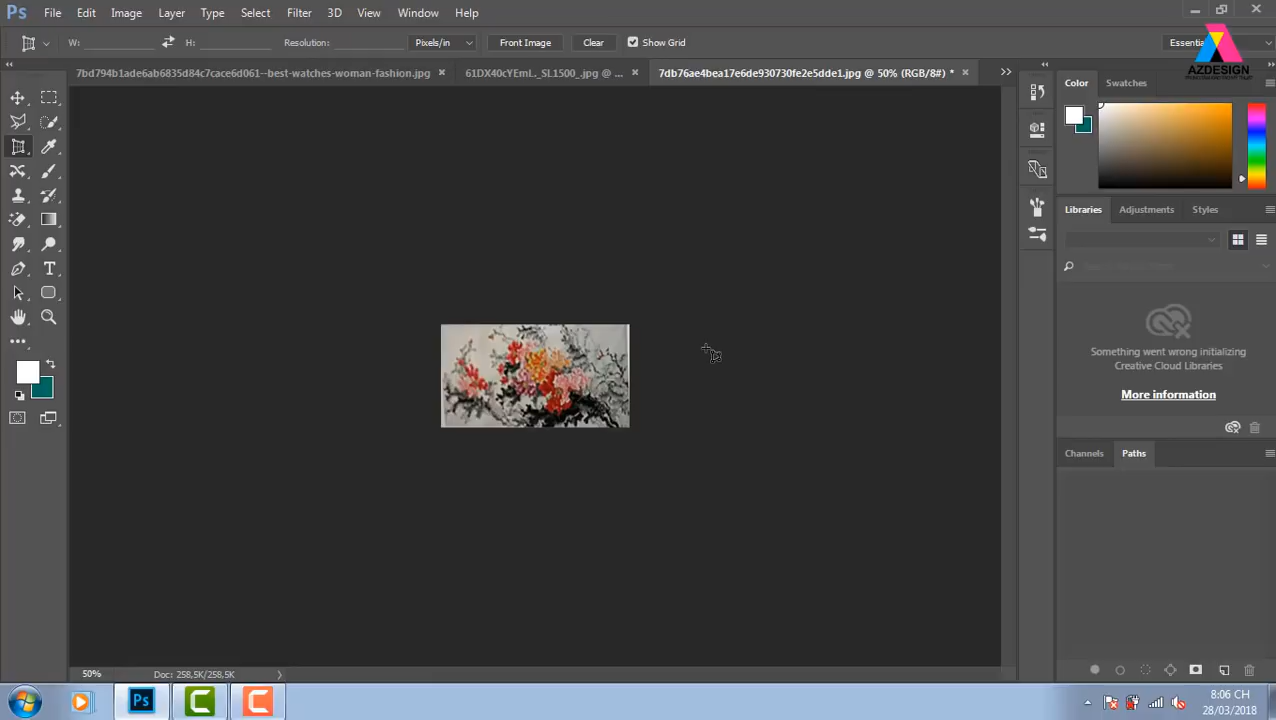 Ps File Edit Image Layer Type Select Filter 3D View Window Help
W: H: Resolution: Pixels/in Front Image Clear Show Grid Essentia
AZDESIGN
7bd794b1ade6ab6835d84c7cace6d061--best-watches-woman-fashion.jpg × 61DX40cYEmL._SL1500_.jpg @ ... × 7db76ae4bea17e6de930730fe2e5dde1.jpg @ 50% (RGB/8#) * ×
Color Swatches
Libraries Adjustments Styles
Something went wrong initializing
Creative Cloud Libraries
More information
Channels Paths
50% Doc: 258,5K/258,5K
Ps
8:06 CH
28/03/2018